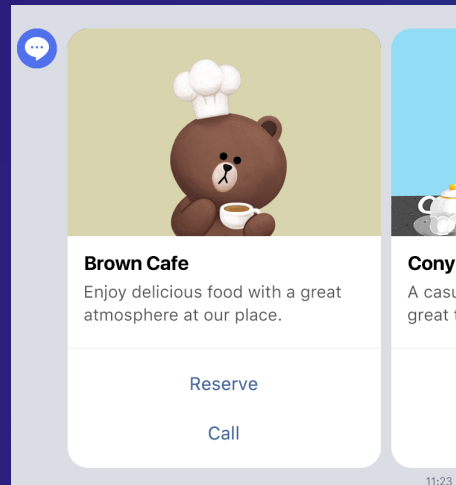 Brown Cafe
Enjoy delicious food with a great
atmosphere at our place.
Reserve
Call
Cony
A casu
great
11:23